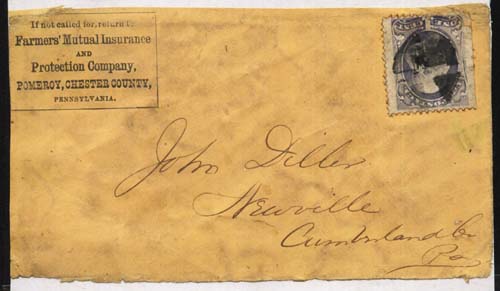 If not called for, return to
Farmers' Mutual Insurance
AND
Protection Company,
POMEROY, CHESTER COUNTY,
PENNSYLVANIA.
John Diller
Newville
Cumberland Co
Pa